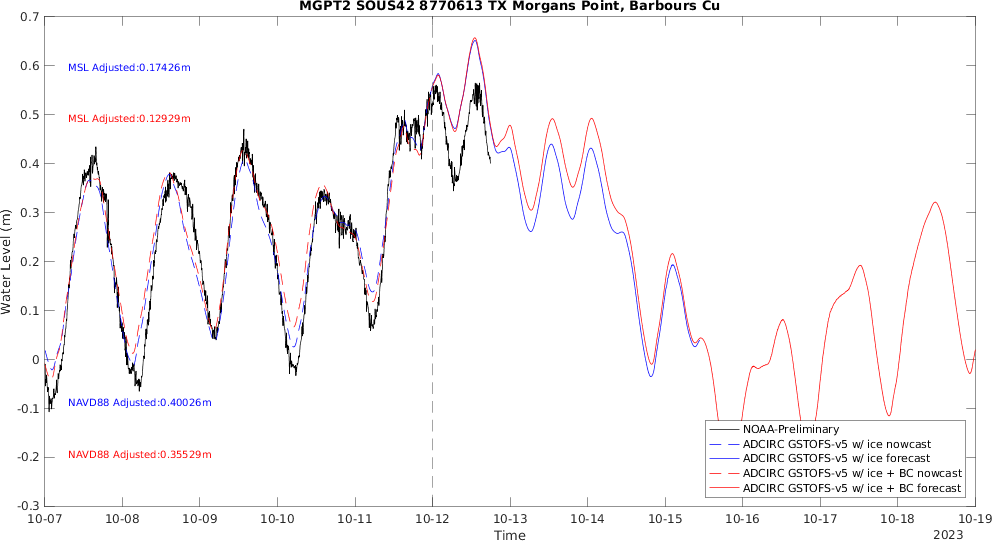 MGPT2 SOUS42 8770613 TX Morgans Point, Barbours Cu
0.7
0.6
0.5
0.4
0.3
0.2
0.1
0
-0.1
-0.2
-0.3
Water Level (m)
MSL Adjusted:0.17426m
MSL Adjusted:0.12929m
NAVD88 Adjusted:0.40026m
NAVD88 Adjusted:0.35529m
NOAA-Preliminary
ADCIRC GSTOFS-v5 w/ ice nowcast
ADCIRC GSTOFS-v5 w/ ice forecast
ADCIRC GSTOFS-v5 w/ ice + BC nowcast
ADCIRC GSTOFS-v5 w/ ice + BC forecast
10-07 10-08 10-09 10-10 10-11 10-12 10-13 10-14 10-15 10-16 10-17 10-18 10-19
Time
2023